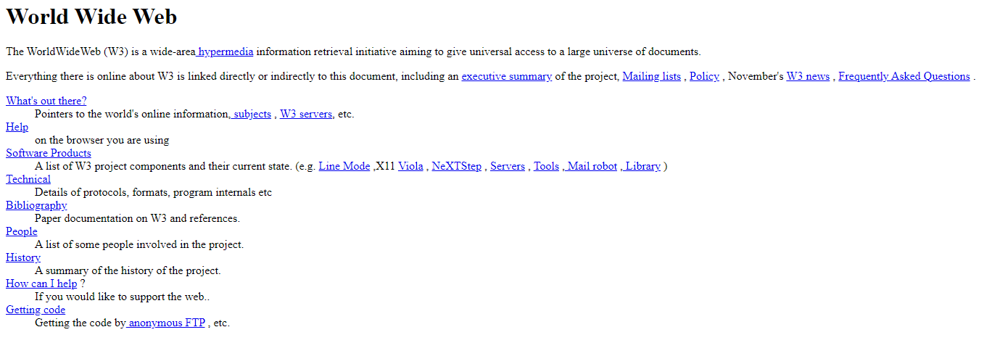 World Wide Web
The WorldWideWeb (W3) is a wide-area hypermedia information retrieval initiative aiming to give universal access to a large universe of documents.
Everything there is online about W3 is linked directly or indirectly to this document, including an executive summary of the project, Mailing lists , Policy , November's W3 news , Frequently Asked Questions .
What's out there?
Pointers to the world's online information, subjects , W3 servers, etc.
Help
on the browser you are using
Software Products
A list of W3 project components and their current state. (e.g. Line Mode ,X11 Viola , NeXTStep , Servers , Tools , Mail robot , Library )
Technical
Details of protocols, formats, program internals etc
Bibliography
Paper documentation on W3 and references.
People
A list of some people involved in the project.
History
A summary of the history of the project.
How can I help ?
If you would like to support the web..
Getting code
Getting the code by anonymous FTP , etc.